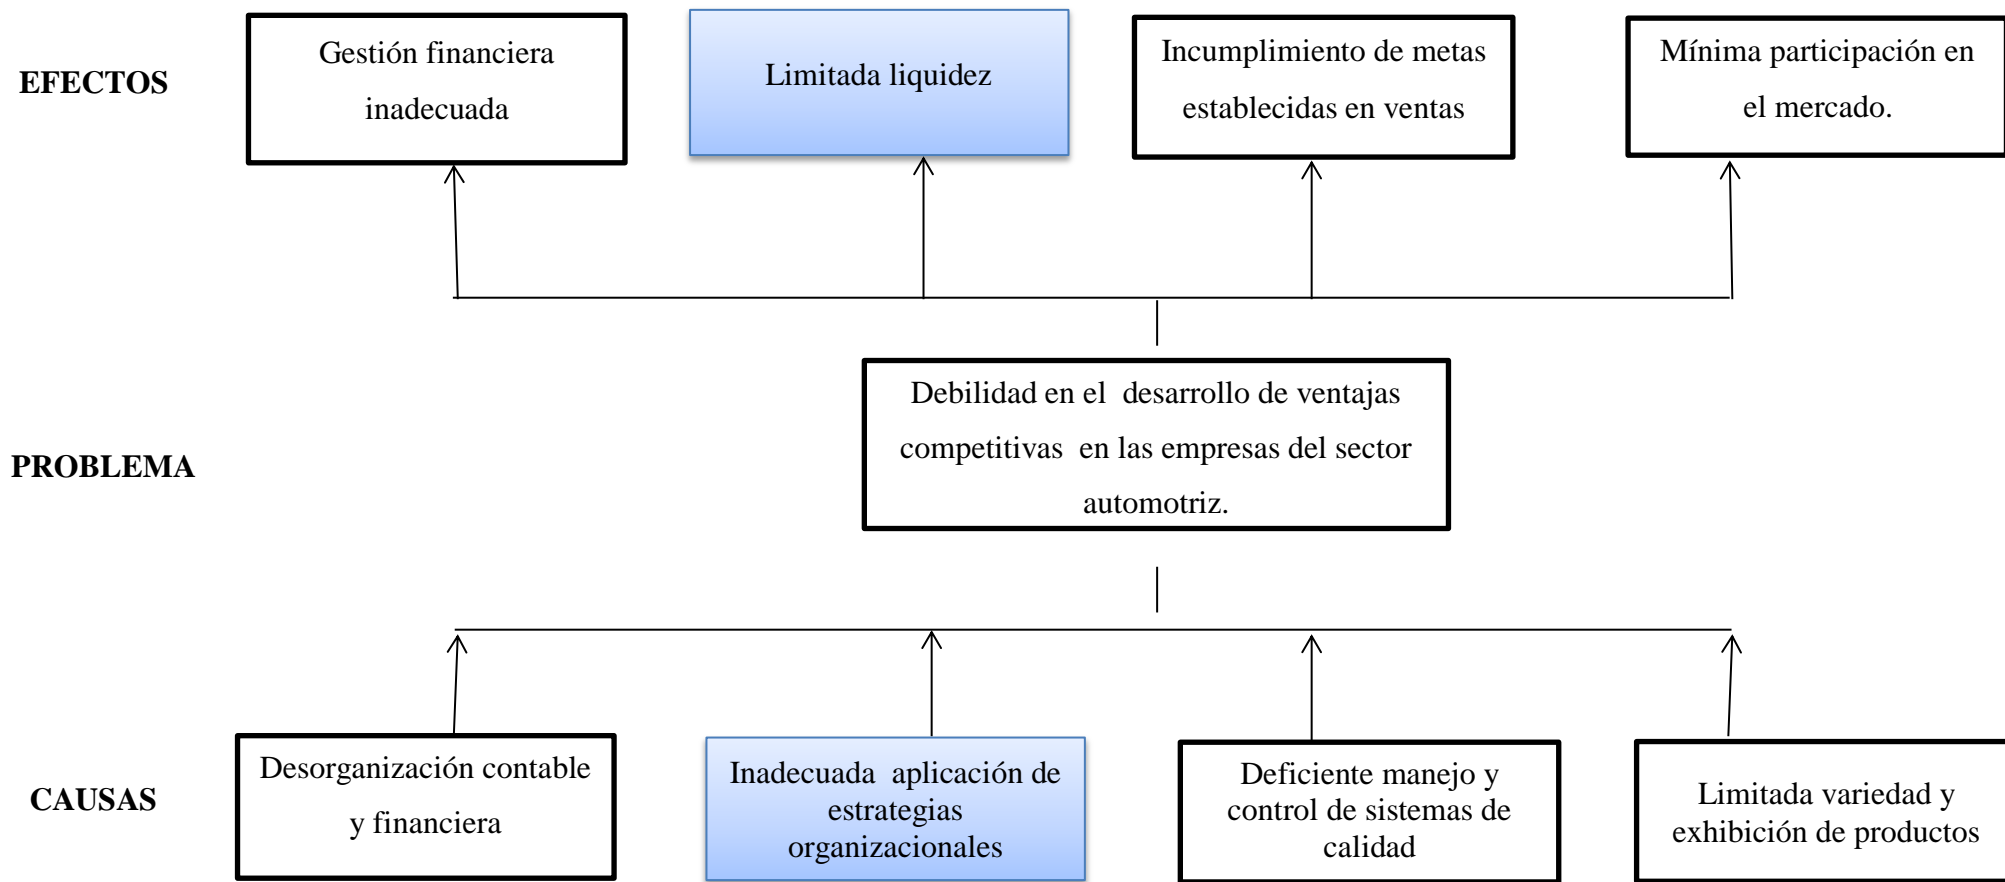 EFECTOS
Gestión financiera
inadecuada
Limitada liquidez
Incumplimiento de metas
establecidas en ventas
Mínima participación en
el mercado.
PROBLEMA
Debilidad en el desarrollo de ventajas
competitivas en las empresas del sector
automotriz.
CAUSAS
Desorganización contable
y financiera
Inadecuada aplicación de
estrategias
organizacionales
Deficiente manejo y
control de sistemas de
calidad
Limitada variedad y
exhibición de productos